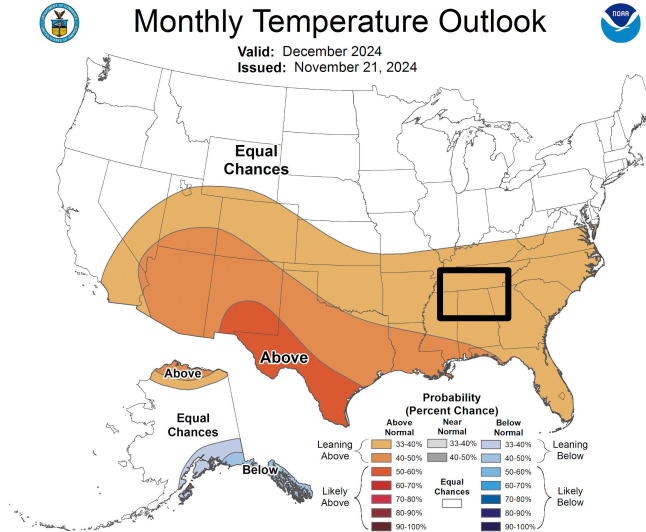 Monthly Temperature Outlook
Valid: December 2024
Issued: November 21, 2024
NOAA
Equal
Chances
Above
Above
Equal
Chances
Below
Probability
(Percent Chance)
Above
Normal
Near
Normal
Below
Normal
Leaning
Above
33-40%
40-50%
50-60%
60-70%
70-80%
80-90%
90-100%
Likely
Above
33-40%
40-50%
Equal
Chances
33-40%
40-50%
50-60%
60-70%
70-80%
80-90%
90-100%
Leaning
Below
Likely
Below